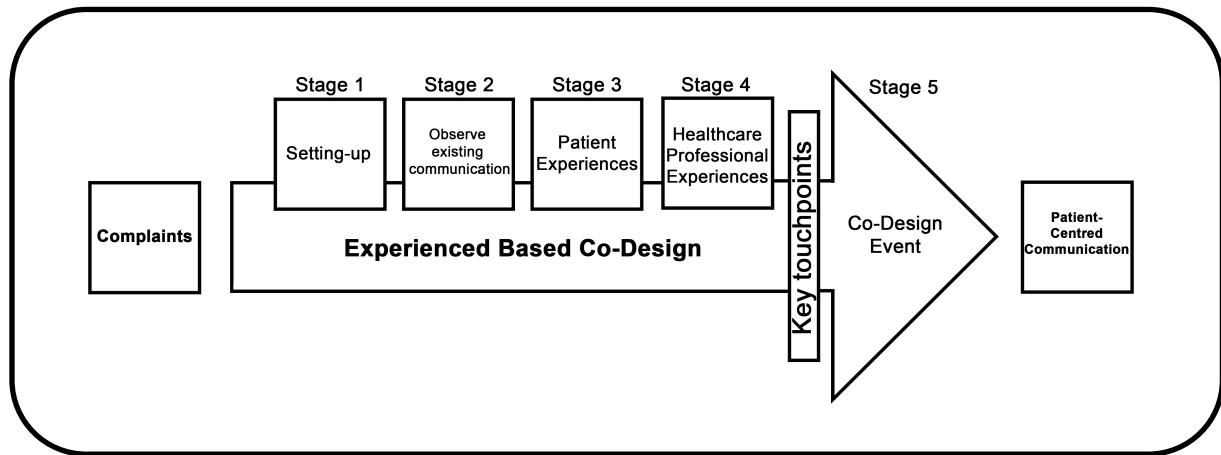 Stage 1
Stage 2
Stage 3
Stage 4
Stage 5
Setting-up
Observe
existing
communication
Patient
Experiences
Healthcare
Professional
Experiences
Complaints
Experienced Based Co-Design
Key touchpoints
Co-Design
Event
Patient-
Centred
Communication